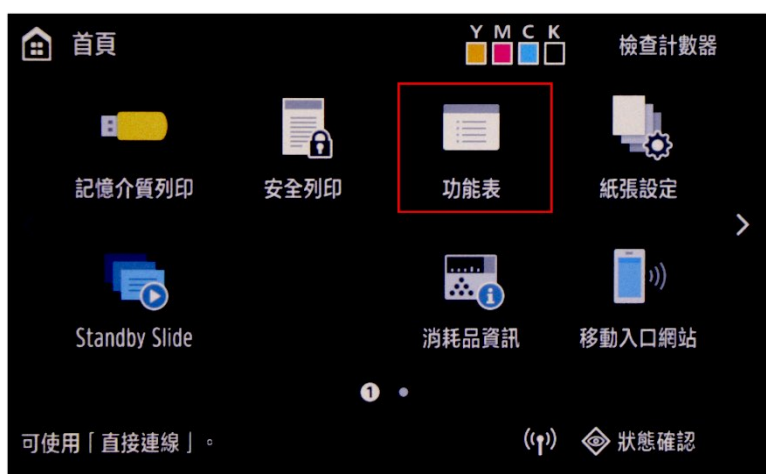 首頁
Y M C K
檢查計數器
記憶介質列印
安全列印
功能表
紙張設定
Standby Slide
消耗品資訊
移動入口網站
1
可使用「直接連線」。
狀態確認